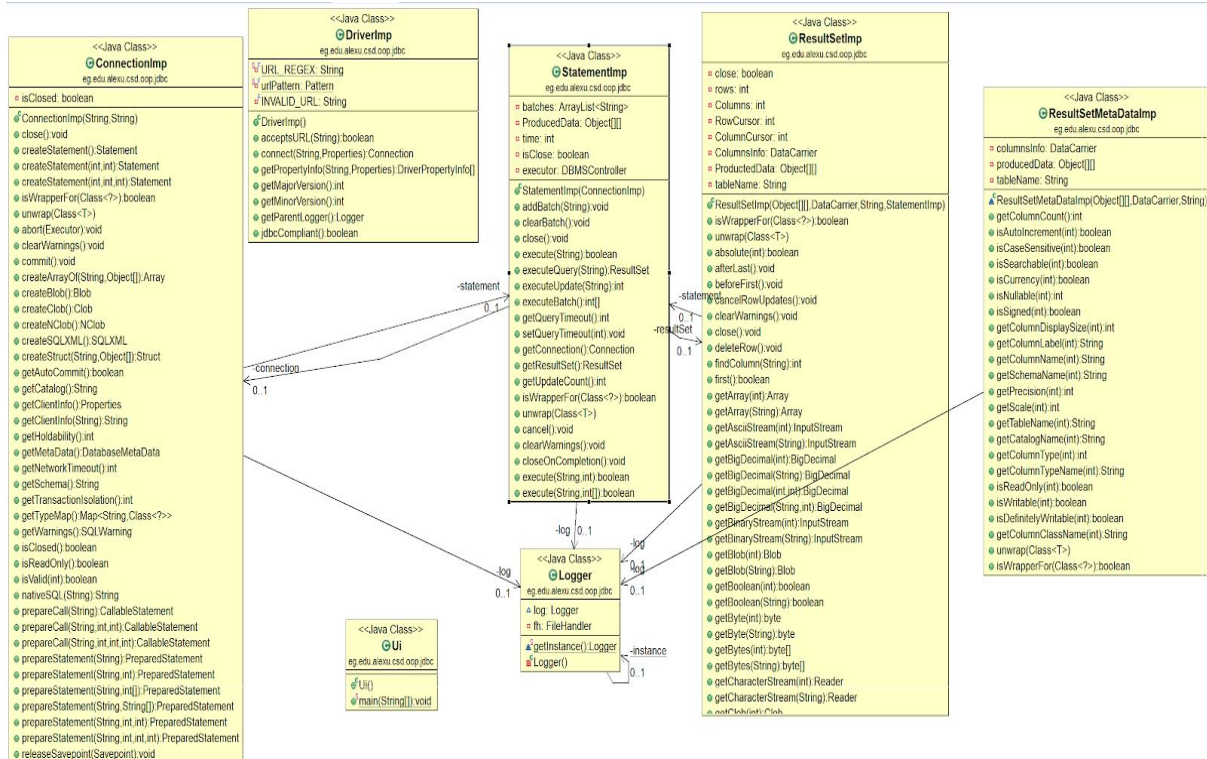 <<Java Class>>
ConnectionImp
eg.edu.alexu.csd.oop.jdbc
isClosed: boolean
ConnectionImp(String,String)
close():void
createStatement():Statement
createStatement(int,int):Statement
createStatement(int,int,int):Statement
isWrapperFor(Class<?>):boolean
unwrap(Class<T>)
abort(Executor):void
clearWarnings():void
commit():void
createArrayOf(String,Object[]):Array
createBlob():Blob
createClob():Clob
createNClob():NClob
createSQLXML():SQLXML
createStruct(String,Object[]):Struct
getAutoCommit():boolean
getCatalog():String
getClientInfo():Properties
getClientInfo(String):String
getHoldability():int
getMetaData():DatabaseMetaData
getNetworkTimeout():int
getSchema():String
getTransactionIsolation():int
getTypeMap():Map<String,Class<?>>
getWarnings():SQLWarning
isClosed():boolean
isReadOnly():boolean
isValid(int):boolean
nativeSQL(String):String
prepareCall(String):CallableStatement
prepareCall(String,int,int):CallableStatement
prepareCall(String,int,int,int):CallableStatement
prepareStatement(String):PreparedStatement
prepareStatement(String,int):PreparedStatement
prepareStatement(String,int[]):PreparedStatement
prepareStatement(String,String[]):PreparedStatement
prepareStatement(String,int,int):PreparedStatement
prepareStatement(String,int,int,int):PreparedStatement
releaseSavepoint(Savepoint):void
<<Java Class>>
DriverImp
eg.edu.alexu.csd.oop.jdbc
URL_REGEX: String
urlPattern: Pattern
INVALID_URL: String
DriverImp()
acceptsURL(String):boolean
connect(String,Properties):Connection
getPropertyInfo(String,Properties):DriverPropertyInfo[]
getMajorVersion():int
getMinorVersion():int
getParentLogger():Logger
jdbcCompliant():boolean
<<Java Class>>
StatementImp
eg.edu.alexu.csd.oop.jdbc
batches: ArrayList<String>
ProducedData: Object[][]
time: int
isClose: boolean
executor: DBMSController
StatementImp(ConnectionImp)
addBatch(String):void
clearBatch():void
close():void
execute(String):boolean
executeQuery(String):ResultSet
executeUpdate(String):int
executeBatch():int[]
getQueryTimeout():int
setQueryTimeout(int):void
getConnection():Connection
getResultSet():ResultSet
getUpdateCount():int
isWrapperFor(Class<?>):boolean
unwrap(Class<T>)
cancel():void
clearWarnings():void
closeOnCompletion():void
execute(String,int):boolean
execute(String,int[]):boolean
<<Java Class>>
ResultSetImp
eg.edu.alexu.csd.oop.jdbc
close: boolean
rows: int
Columns: int
RowCursor: int
ColumnCursor: int
ColumnsInfo: DataCarrier
ProductedData: Object[][]
tableName: String
ResultSetImp(Object[][],DataCarrier,String,StatementImp)
isWrapperFor(Class<?>):boolean
unwrap(Class<T>)
absolute(int):boolean
afterLast():void
beforeFirst():void
cancelRowUpdates():void
clearWarnings():void
close():void
deleteRow():void
findColumn(String):int
first():boolean
getArray(int):Array
getArray(String):Array
getAsciiStream(int):InputStream
getAsciiStream(String):InputStream
getBigDecimal(int):BigDecimal
getBigDecimal(String):BigDecimal
getBigDecimal(int,int):BigDecimal
getBigDecimal(String,int):BigDecimal
getBinaryStream(int):InputStream
getBinaryStream(String):InputStream
getBlob(int):Blob
getBlob(String):Blob
getBoolean(int):boolean
getBoolean(String):boolean
getByte(int):byte
getByte(String):byte
getBytes(int):byte[]
getBytes(String):byte[]
getCharacterStream(int):Reader
getCharacterStream(String):Reader
getClob(int):Clob
<<Java Class>>
ResultSetMetaDataImp
eg.edu.alexu.csd.oop.jdbc
columnsInfo: DataCarrier
producedData: Object[][]
tableName: String
ResultSetMetaDataImp(Object[][],DataCarrier,String)
getColumnCount():int
isAutoIncrement(int):boolean
isCaseSensitive(int):boolean
isSearchable(int):boolean
isCurrency(int):boolean
isNullable(int):int
isSigned(int):boolean
getColumnDisplaySize(int):int
getColumnLabel(int):String
getColumnName(int):String
getSchemaName(int):String
getPrecision(int):int
getScale(int):int
getTableName(int):String
getCatalogName(int):String
getColumnType(int):int
getColumnTypeName(int):String
isReadOnly(int):boolean
isWritable(int):boolean
isDefinitelyWritable(int):boolean
getColumnClassName(int):String
unwrap(Class<T>)
isWrapperFor(Class<?>):boolean
-statement
0..1
-connection
0..1
-statement
0..1
-resultSet
0..1
-log
0..1
-log
0..1
-log
0..1
-log
0..1
<<Java Class>>
Logger
eg.edu.alexu.csd.oop.jdbc
log: Logger
fh: FileHandler
getInstance():Logger
Logger()
-instance
0..1
<<Java Class>>
Ui
eg.edu.alexu.csd.oop.jdbc
Ui()
main(String[]):void